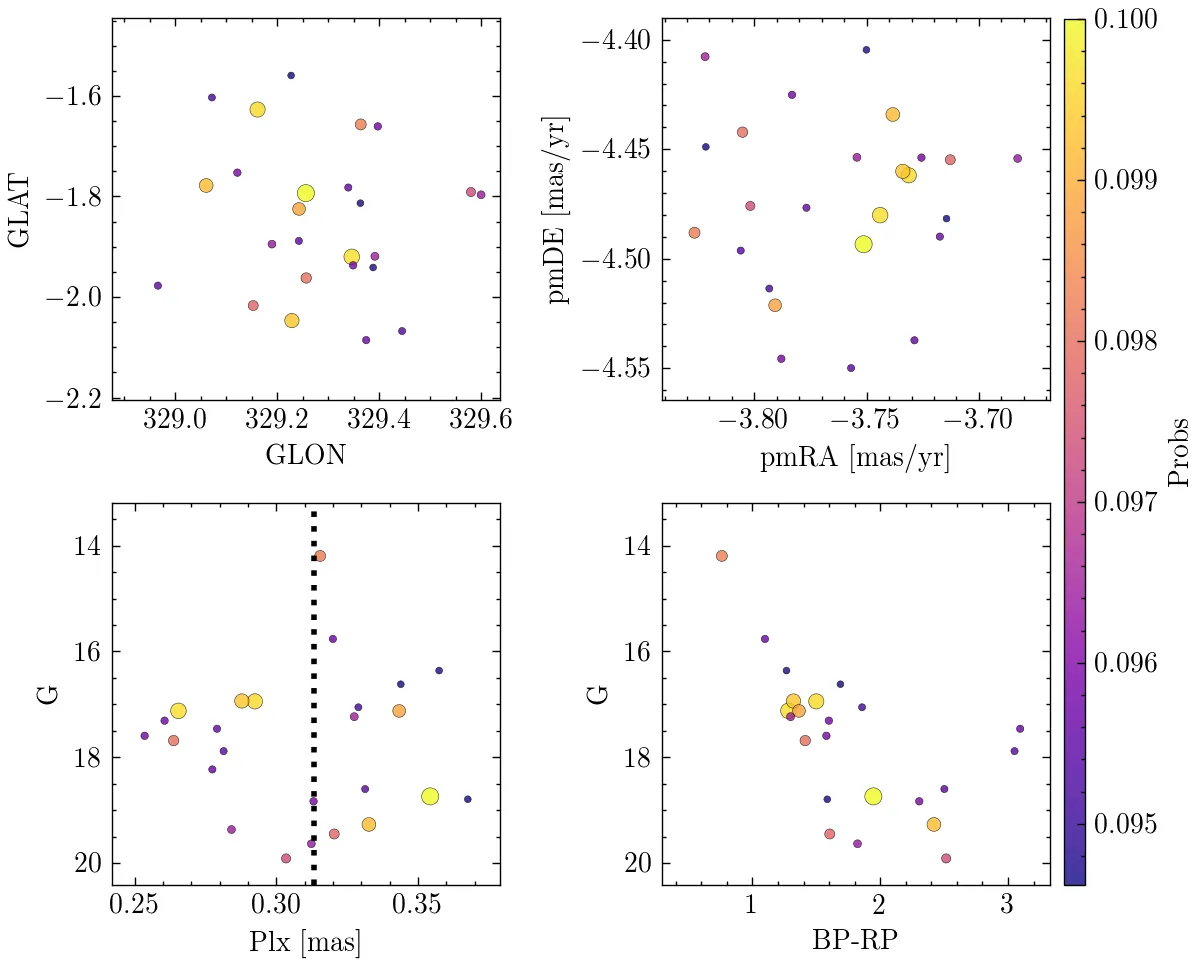 −1.6
−1.8
−2.0
−2.2
GLAT
329.0 329.2 329.4 329.6
GLON
−4.40
−4.45
−4.50
−4.55
pmDE [mas/yr]
−3.80 −3.75 −3.70
pmRA [mas/yr]
14
16
18
20
G
0.25 0.30 0.35
Plx [mas]
14
16
18
20
G
1 2 3
BP-RP
0.100
0.099
0.098
0.097
0.096
0.095
Probs